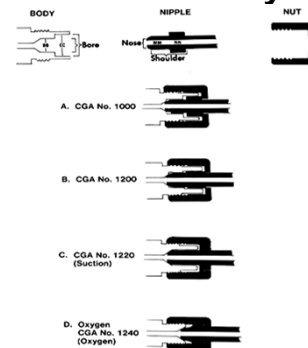 BODY
NIPPLE
NUT
BB
CC
Bore
Nose
MM
NN
Shoulder
A. CGA No. 1000
B. CGA No. 1200
C. CGA No. 1220
(Suction)
D. Oxygen
CGA No. 1240
(Oxygen)